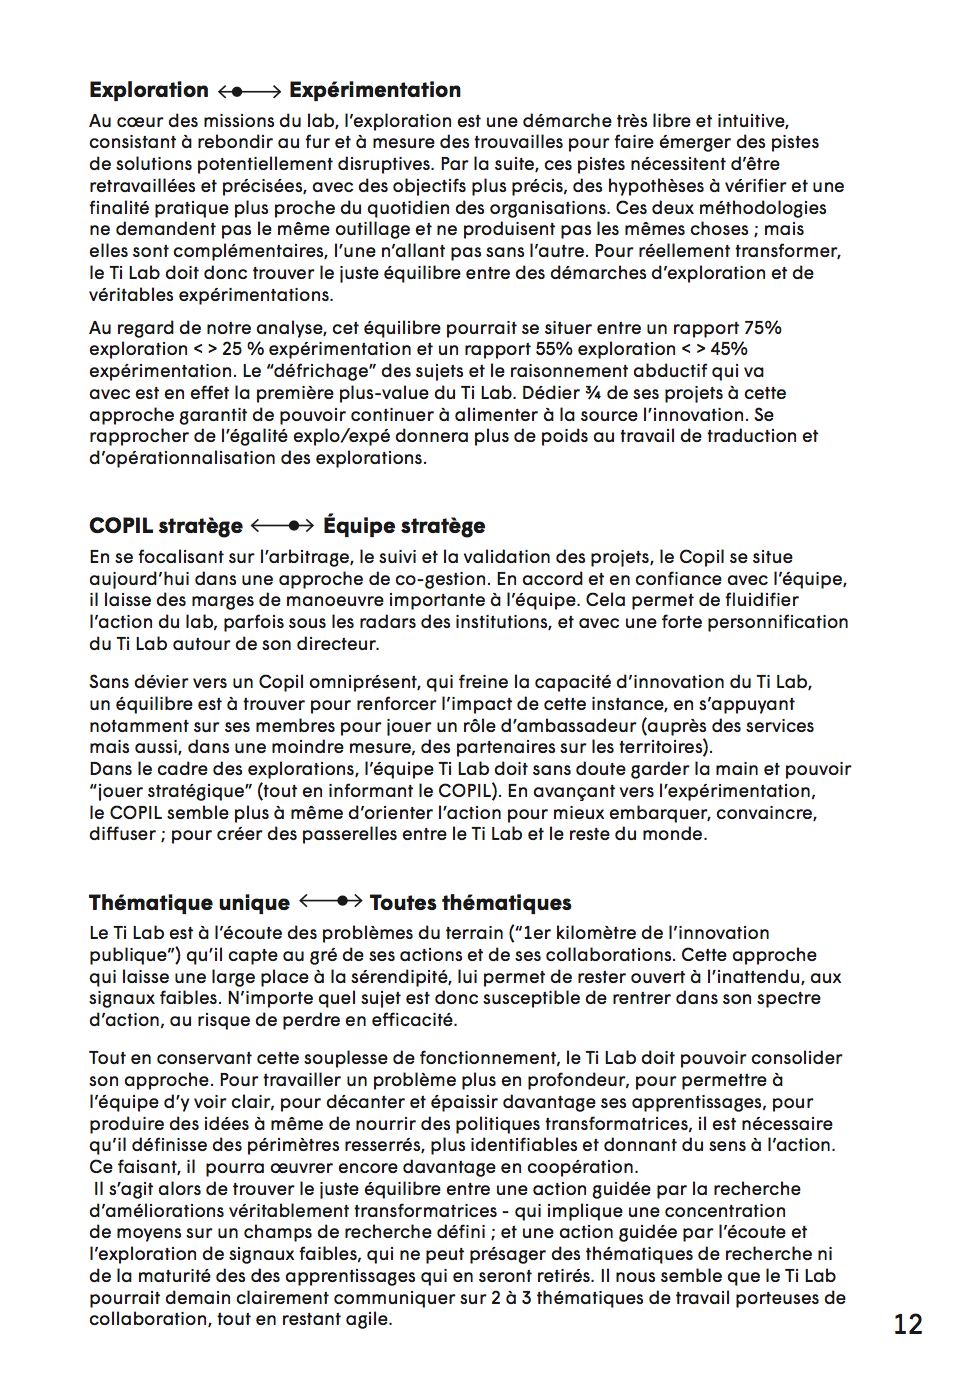 Exploration Expérimentation
Au cœur des missions du lab, l’exploration est une démarche très libre et intuitive,
consistant à rebondir au fur et à mesure des trouvailles pour faire émerger des pistes
de solutions potentiellement disruptives. Par la suite, ces pistes nécessitent d’être
retravaillées et précisées, avec des objectifs plus précis, des hypothèses à vérifier et une
finalité pratique plus proche du quotidien des organisations. Ces deux méthodologies
ne demandent pas le même outillage et ne produisent pas les mêmes choses ; mais
elles sont complémentaires, l’une n’allant pas sans l’autre. Pour réellement transformer,
le Ti Lab doit donc trouver le juste équilibre entre des démarches d’exploration et de
véritables expérimentations.
Au regard de notre analyse, cet équilibre pourrait se situer entre un rapport 75%
exploration < > 25 % expérimentation et un rapport 55% exploration < > 45%
expérimentation. Le “défrichage” des sujets et le raisonnement abductif qui va
avec est en effet la première plus-value du Ti Lab. Dédier ¾ de ses projets à cette
approche garantit de pouvoir continuer à alimenter à la source l’innovation. Se
rapprocher de l’égalité explo/expé donnera plus de poids au travail de traduction et
d’opérationnalisation des explorations.
COPIL stratège Équipe stratège
En se focalisant sur l’arbitrage, le suivi et la validation des projets, le Copil se situe
aujourd’hui dans une approche de co-gestion. En accord et en confiance avec l’équipe,
il laisse des marges de manoeuvre importante à l’équipe. Cela permet de fluidifier
l’action du lab, parfois sous les radars des institutions, et avec une forte personnification
du Ti Lab autour de son directeur.
Sans dévier vers un Copil omniprésent, qui freine la capacité d’innovation du Ti Lab,
un équilibre est à trouver pour renforcer l’impact de cette instance, en s’appuyant
notamment sur ses membres pour jouer un rôle d’ambassadeur (auprès des services
mais aussi, dans une moindre mesure, des partenaires sur les territoires).
Dans le cadre des explorations, l’équipe Ti Lab doit sans doute garder la main et pouvoir
“jouer stratégique” (tout en informant le COPIL). En avançant vers l’expérimentation,
le COPIL semble plus à même d’orienter l’action pour mieux embarquer, convaincre,
diffuser ; pour créer des passerelles entre le Ti Lab et le reste du monde.
Thématique unique Toutes thématiques
Le Ti Lab est à l’écoute des problèmes du terrain (“1er kilomètre de l’innovation
publique”) qu’il capte au gré de ses actions et de ses collaborations. Cette approche
qui laisse une large place à la sérendipité, lui permet de rester ouvert à l’inattendu, aux
signaux faibles. N’importe quel sujet est donc susceptible de rentrer dans son spectre
d’action, au risque de perdre en efficacité.
Tout en conservant cette souplesse de fonctionnement, le Ti Lab doit pouvoir consolider
son approche. Pour travailler un problème plus en profondeur, pour permettre à
l’équipe d’y voir clair, pour décanter et épaissir davantage ses apprentissages, pour
produire des idées à même de nourrir des politiques transformatrices, il est nécessaire
qu’il définisse des périmètres resserrés, plus identifiables et donnant du sens à l’action.
Ce faisant, il  pourra œuvrer encore davantage en coopération.
Il s’agit alors de trouver le juste équilibre entre une action guidée par la recherche
d’améliorations véritablement transformatrices - qui implique une concentration
de moyens sur un champs de recherche défini ; et une action guidée par l’écoute et
l’exploration de signaux faibles, qui ne peut présager des thématiques de recherche ni
de la maturité des des apprentissages qui en seront retirés. Il nous semble que le Ti Lab
pourrait demain clairement communiquer sur 2 à 3 thématiques de travail porteuses de
collaboration, tout en restant agile.
12